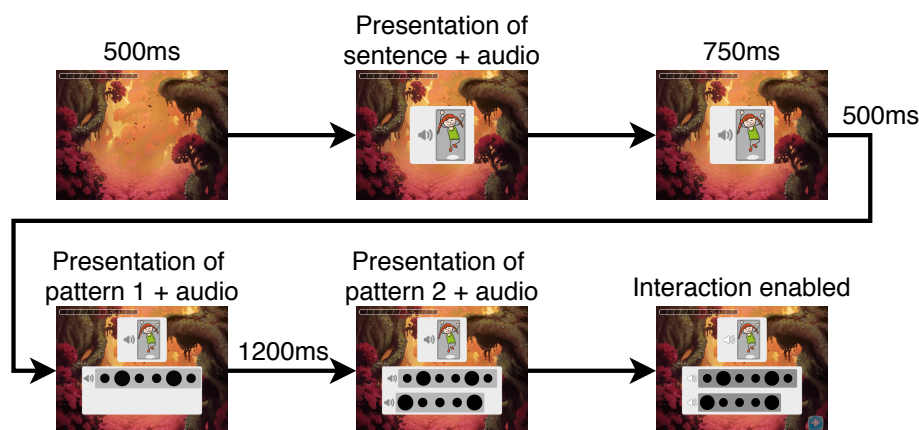 500ms
Presentation of
sentence + audio
750ms
500ms
Presentation of
pattern 1 + audio
1200ms
Presentation of
pattern 2 + audio
Interaction enabled